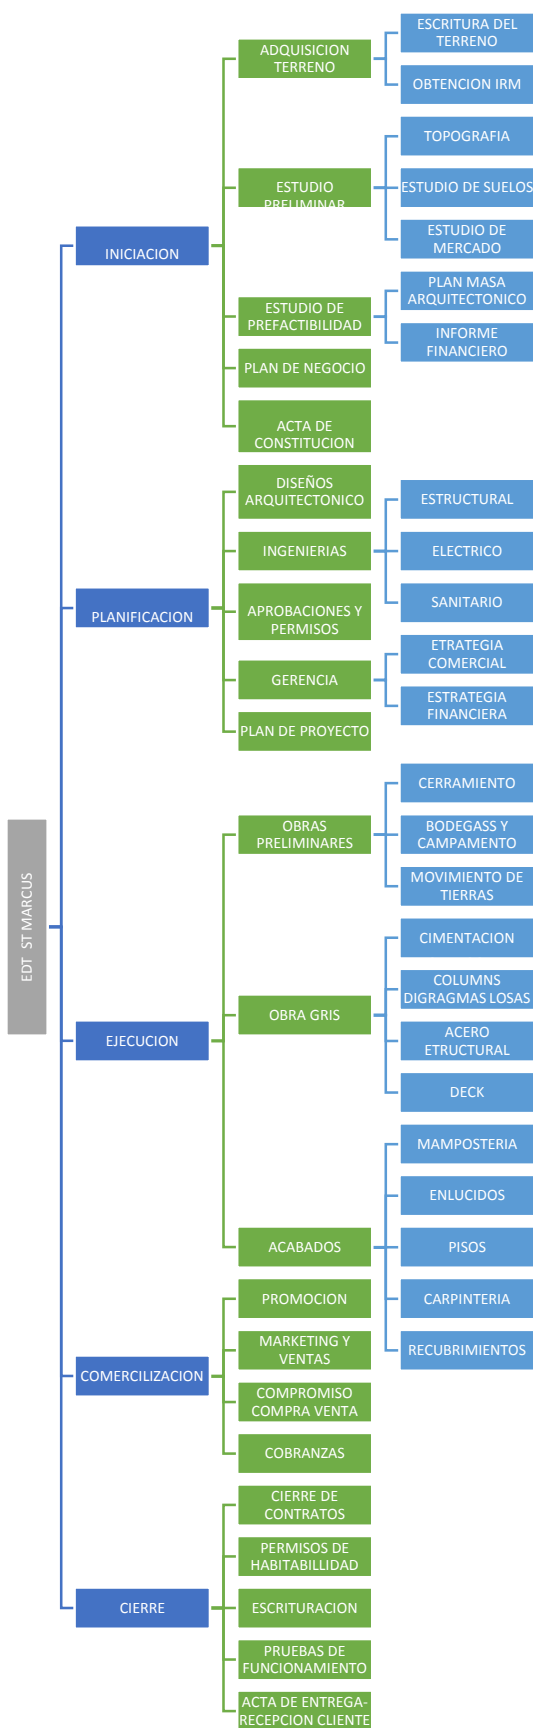 EDT  ST MARCUS
INICIACION
ADQUISICION
TERRENO
ESCRITURA DEL
TERRENO
OBTENCION IRM
ESTUDIO
PRELIMINAR
TOPOGRAFIA
ESTUDIO DE SUELOS
ESTUDIO DE
MERCADO
ESTUDIO DE
PREFACTIBILIDAD
PLAN MASA
ARQUITECTONICO
INFORME
FINANCIERO
PLAN DE NEGOCIO
ACTA DE
CONSTITUCION
PLANIFICACION
DISEÑOS
ARQUITECTONICO
INGENIERIAS
ESTRUCTURAL
ELECTRICO
SANITARIO
APROBACIONES Y
PERMISOS
GERENCIA
ETRATEGIA
COMERCIAL
ESTRATEGIA
FINANCIERA
PLAN DE PROYECTO
EJECUCION
OBRAS
PRELIMINARES
CERRAMIENTO
BODEGASS Y
CAMPAMENTO
MOVIMIENTO DE
TIERRAS
OBRA GRIS
CIMENTACION
COLUMNS
DIGRAGMAS LOSAS
ACERO
ETRUCTURAL
DECK
ACABADOS
MAMPOSTERIA
ENLUCIDOS
PISOS
CARPINTERIA
RECUBRIMIENTOS
COMERCILIZACION
PROMOCION
MARKETING Y
VENTAS
COMPROMISO
COMPRA VENTA
COBRANZAS
CIERRE
CIERRE DE
CONTRATOS
PERMISOS DE
HABITABILLIDAD
ESCRITURACION
PRUEBAS DE
FUNCIONAMIENTO
ACTA DE ENTREGA-
RECEPCION CLIENTE